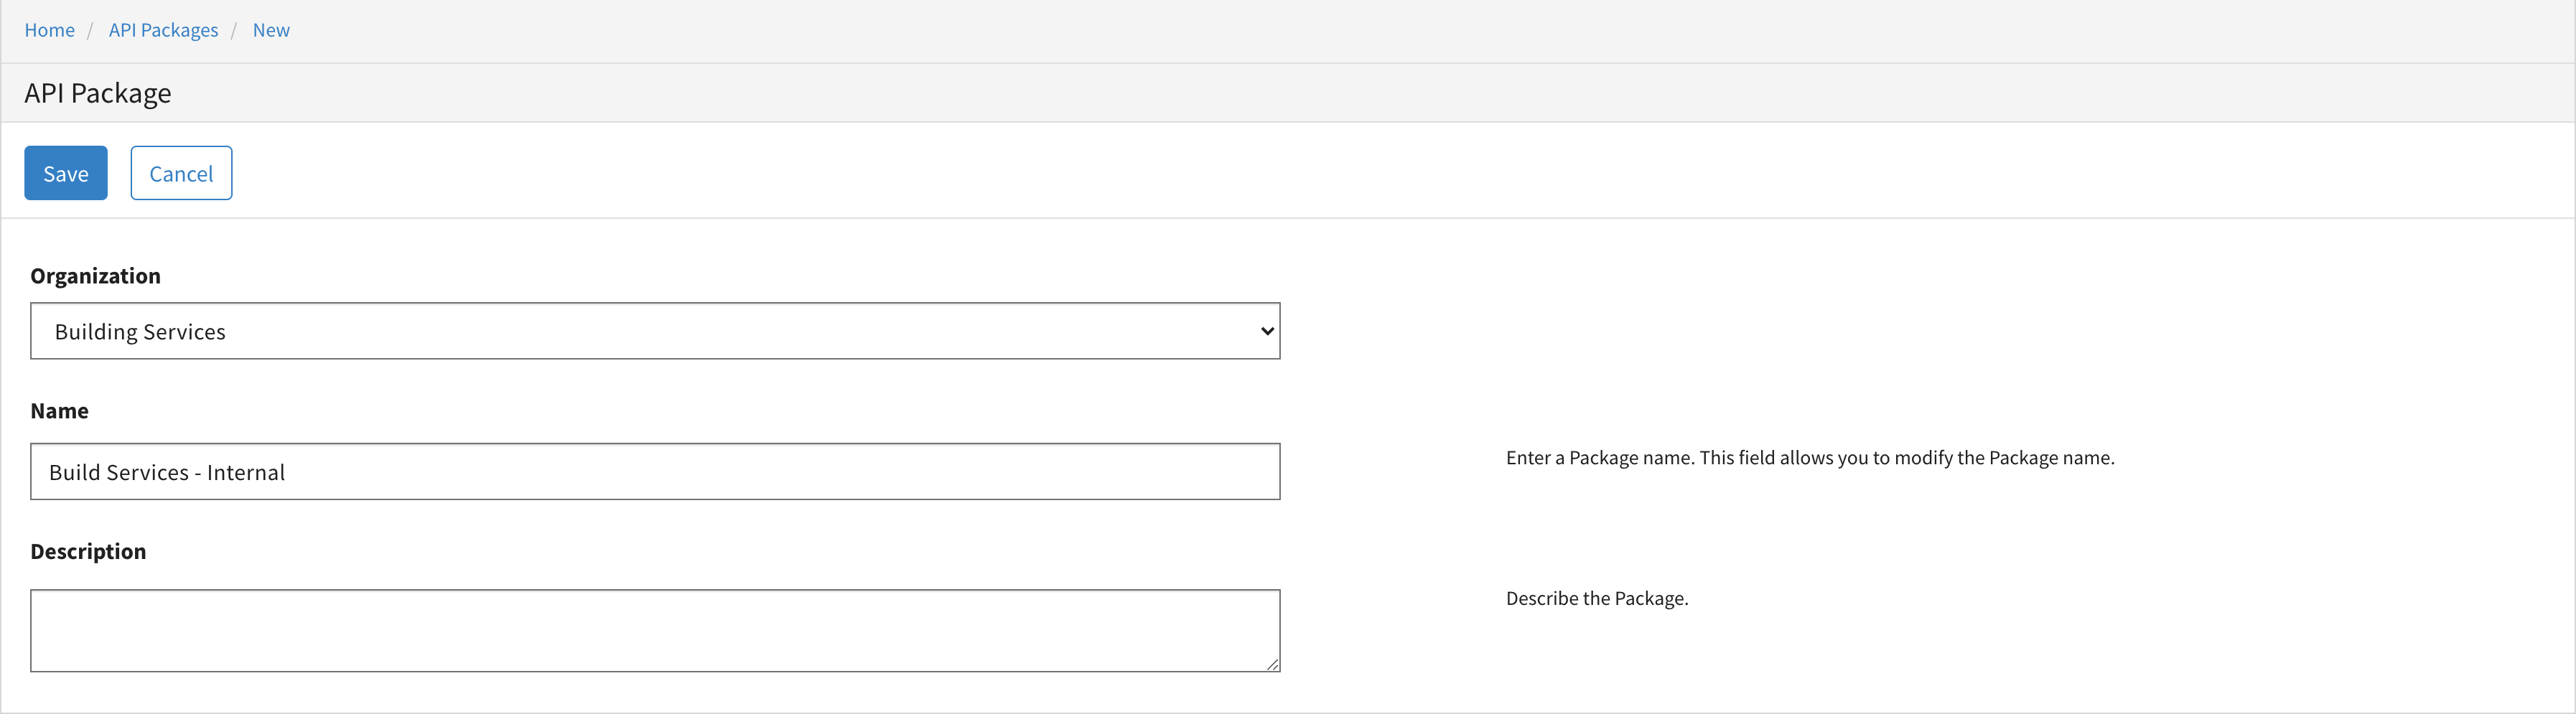 Home / API Packages / New
API Package
Save Cancel
Organization
Building Services
Name
Build Services - Internal
Enter a Package name. This field allows you to modify the Package name.
Description
Describe the Package.